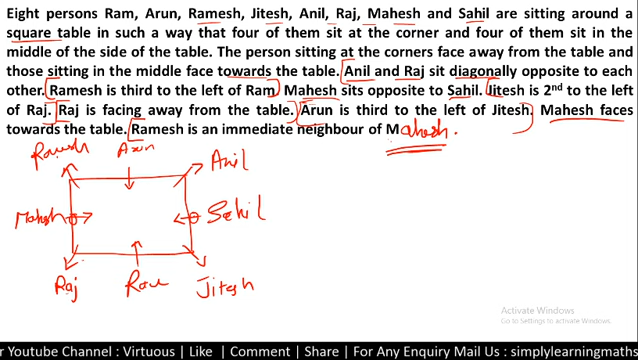 Eight persons Ram, Arun, Ramesh, Jitesh, Anil, Raj, Mahesh and Sahil are sitting around a
square table in such a way that four of them sit at the corner and four of them sit in the
middle of the side of the table. The person sitting at the corners face away from the table and
those sitting in the middle face towards the table. Anil and Raj sit diagonally opposite to each
other. Ramesh is third to the left of Ram. Mahesh sits opposite to Sahil. Jitesh is 2nd to the left
of Raj. Raj is facing away from the table. Arun is third to the left of Jitesh. Mahesh faces
towards the table. Ramesh is an immediate neighbour of Mahesh.
Ramesh Arun Anil
Mahesh Sahil
Raj Ram Jitesh
Activate Windows
Go to Settings to activate Windows.
r Youtube Channel : Virtuous | Like | Comment | Share | For Any Enquiry Mail Us : simplylearningmaths